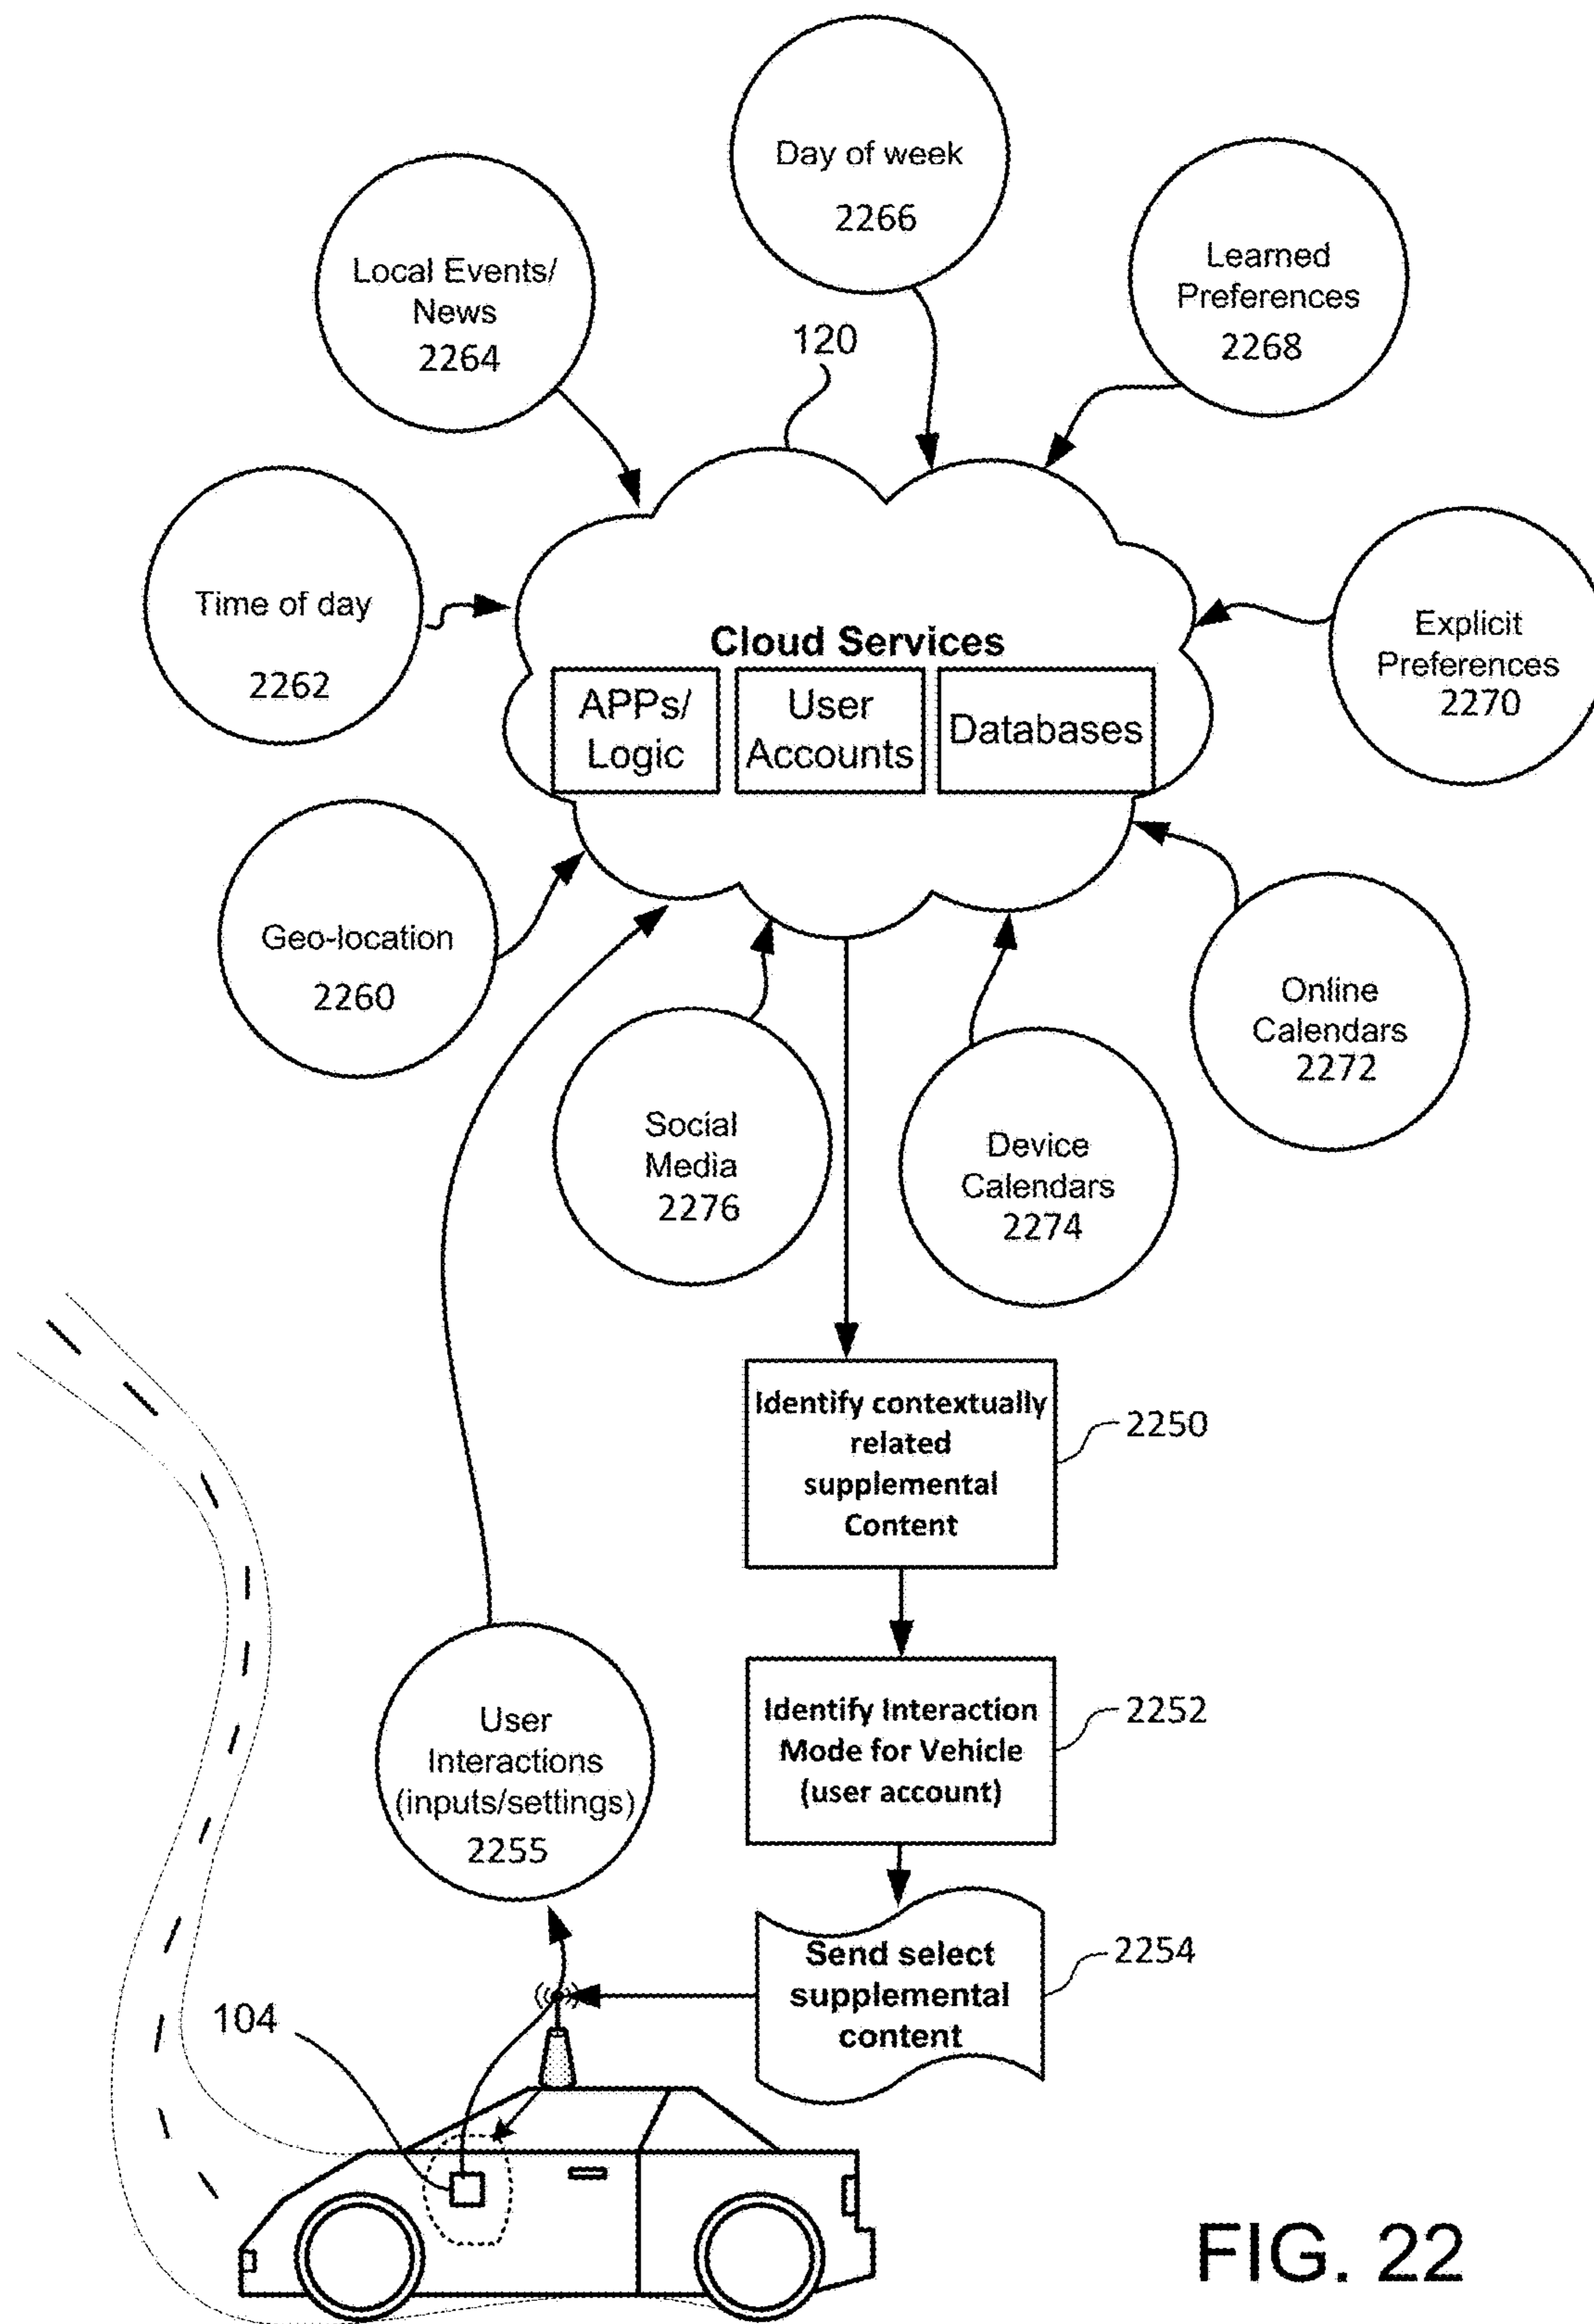 Day of week
2266
Local Events/
News
2264
Learned
Preferences
2268
120
Time of day
2262
Cloud Services
APPs/
Logic
User
Accounts
Databases
Explicit
Preferences
2270
Geo-location
2260
Online
Calendars
2272
Social
Media
2276
Device
Calendars
2274
Identify contextually
related
supplemental
Content
2250
Identify Interaction
Mode for Vehicle
(user account)
2252
User
Interactions
(inputs/settings)
2255
Send select
supplemental
content
2254
104
FIG. 22